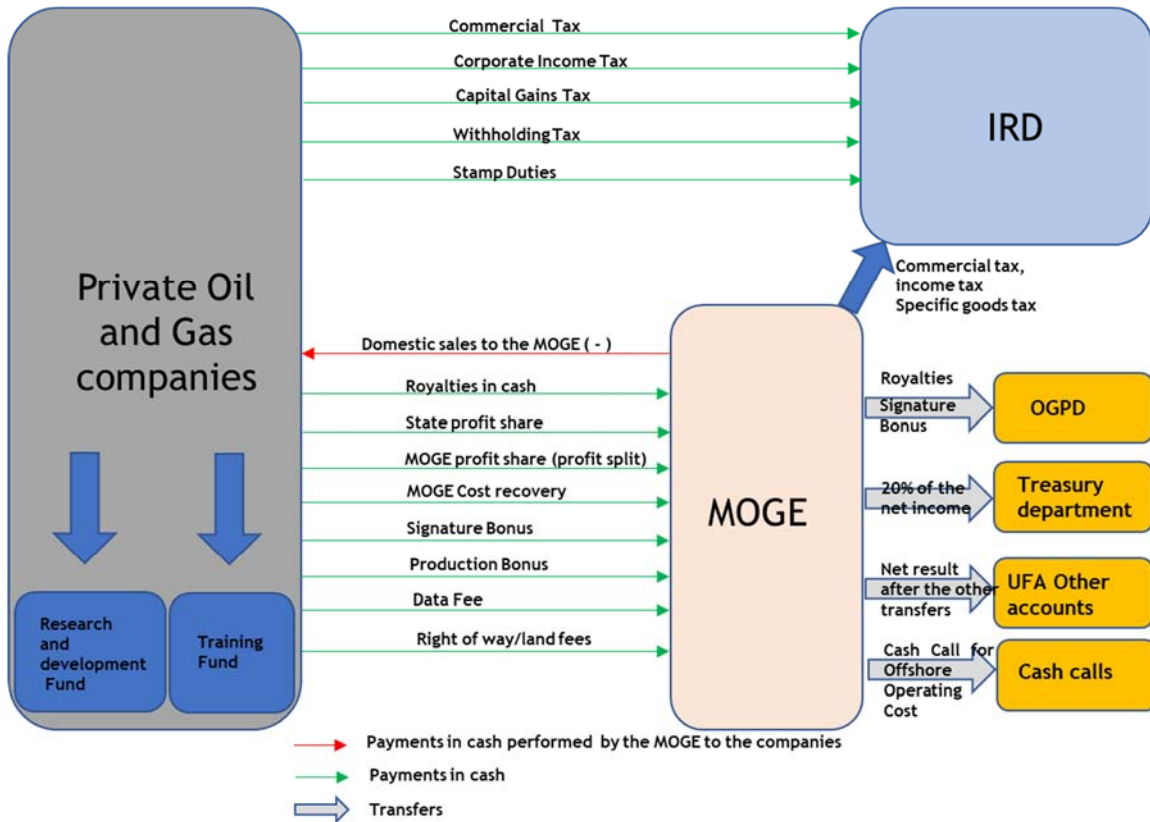 Commercial Tax
Corporate Income Tax
Capital Gains Tax
Withholding Tax
Stamp Duties
IRD
Private Oil
and Gas
companies
Commercial tax,
income tax
Specific goods tax
Domestic sales to the MOGE ( - )
Royalties in cash
State profit share
MOGE profit share (profit split)
MOGE Cost recovery
Signature Bonus
Production Bonus
Data Fee
Right of way/land fees
MOGE
Royalties
Signature
Bonus
OGPD
20% of the
net income
Treasury
department
Net result
after the other
transfers
UFA Other
accounts
Cash Call for
Offshore
Operating
Cost
Cash calls
Research
and
development
Fund
Training
Fund
Payments in cash performed by the MOGE to the companies
Payments in cash
Transfers